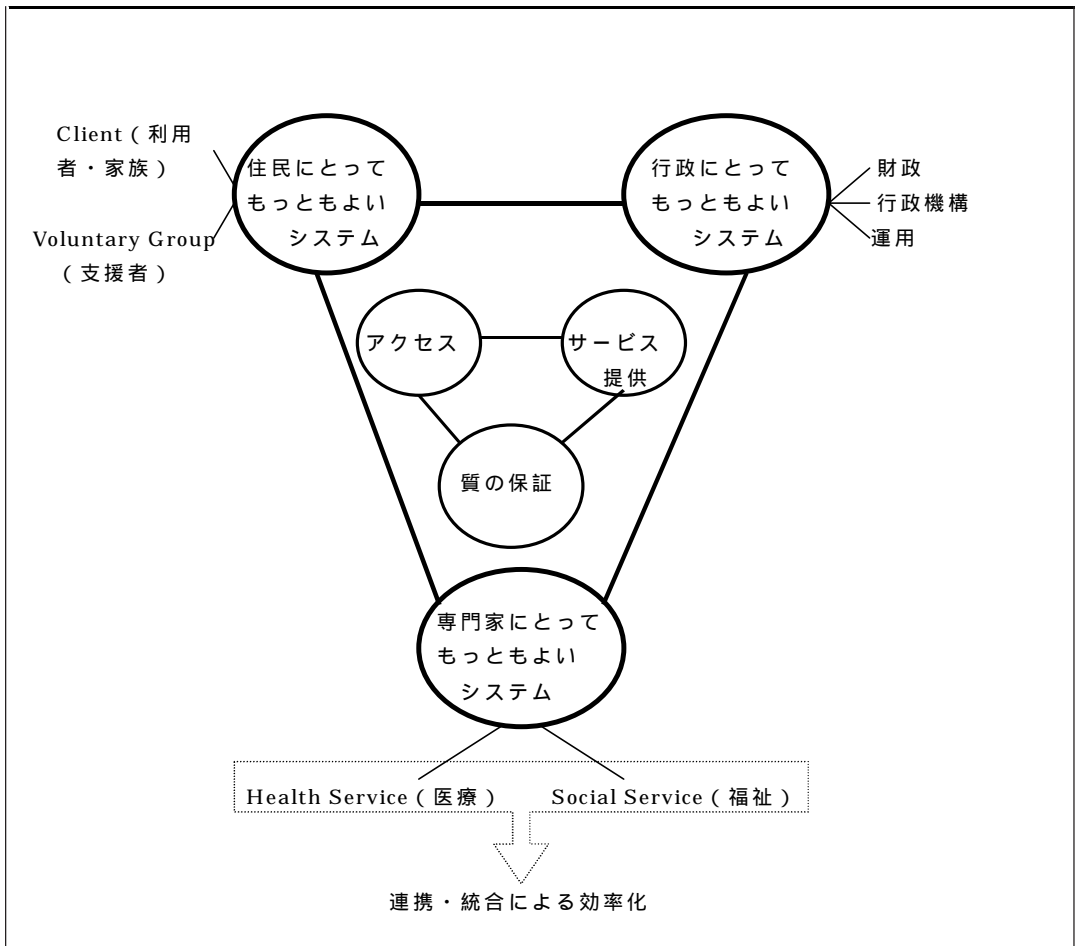 Client（利用
者・家族）
Voluntary Group
（支援者）
住民にとって
もっともよい
システム
行政にとって
もっともよい
システム
財政
行政機構
運用
アクセス
サービス
提供
質の保証
専門家にとって
もっともよい
システム
Health Service（医療）
Social Service（福祉）
連携・統合による効率化